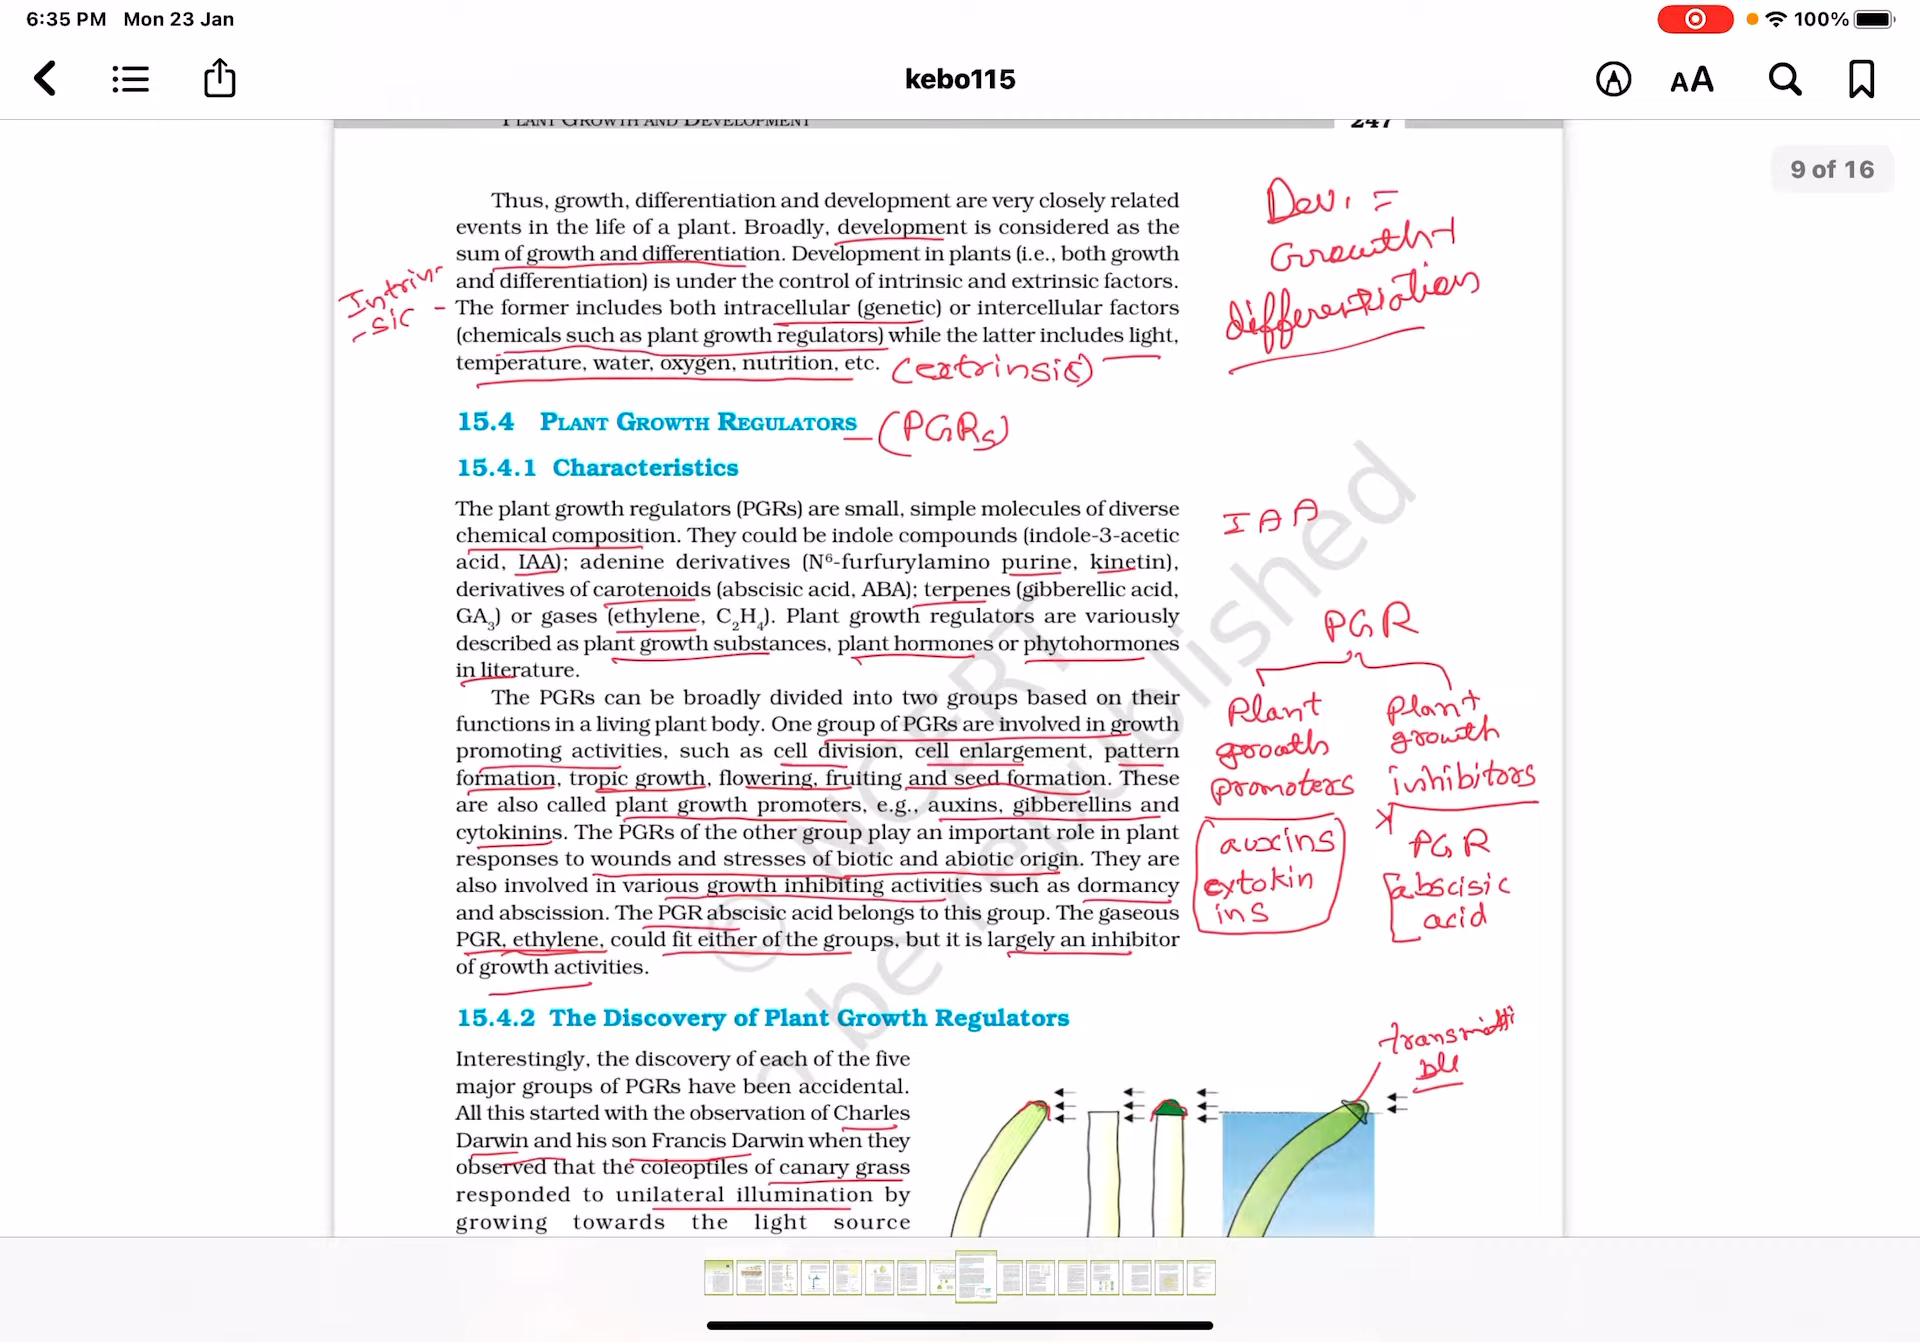 6:35 PM Mon 23 Jan
100%
kebo115
AA
PLANT GROWTH AND DEVELOPMENT
247
9 of 16
Thus, growth, differentiation and development are very closely related
events in the life of a plant. Broadly, development is considered as the
sum of growth and differentiation. Development in plants (i.e., both growth
and differentiation) is under the control of intrinsic and extrinsic factors.
The former includes both intracellular (genetic) or intercellular factors
(chemicals such as plant growth regulators) while the latter includes light,
temperature, water, oxygen, nutrition, etc. (extrinsic)
Intrin-
-sic -
Dev. =
Growth +
differentiation
15.4 PLANT GROWTH REGULATORS - (PGRs)
15.4.1 Characteristics
The plant growth regulators (PGRs) are small, simple molecules of diverse
chemical composition. They could be indole compounds (indole-3-acetic
acid, IAA); adenine derivatives (N⁶-furfurylamino purine, kinetin),
derivatives of carotenoids (abscisic acid, ABA); terpenes (gibberellic acid,
GA₃) or gases (ethylene, C₂H₄). Plant growth regulators are variously
described as plant growth substances, plant hormones or phytohormones
in literature.
IAA
The PGRs can be broadly divided into two groups based on their
functions in a living plant body. One group of PGRs are involved in growth
promoting activities, such as cell division, cell enlargement, pattern
formation, tropic growth, flowering, fruiting and seed formation. These
are also called plant growth promoters, e.g., auxins, gibberellins and
cytokinins. The PGRs of the other group play an important role in plant
responses to wounds and stresses of biotic and abiotic origin. They are
also involved in various growth inhibiting activities such as dormancy
and abscission. The PGR abscisic acid belongs to this group. The gaseous
PGR, ethylene, could fit either of the groups, but it is largely an inhibitor
of growth activities.
PGR
Plant
growth
promoters
auxins
extokin
ins
Plant
growth
inhibitors
PGR
abscisic
acid
15.4.2 The Discovery of Plant Growth Regulators
Interestingly, the discovery of each of the five
major groups of PGRs have been accidental.
All this started with the observation of Charles
Darwin and his son Francis Darwin when they
observed that the coleoptiles of canary grass
responded to unilateral illumination by
growing towards the light source
transmitti
ble
© NCERT
be republished